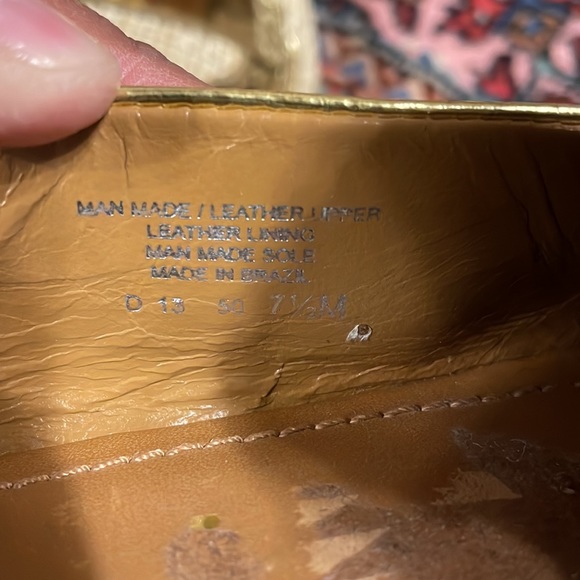 MAN MADE / LEATHER UPPER
LEATHER LINING
MAN MADE SOLE
MADE IN BRAZIL
O 13 50 7½M